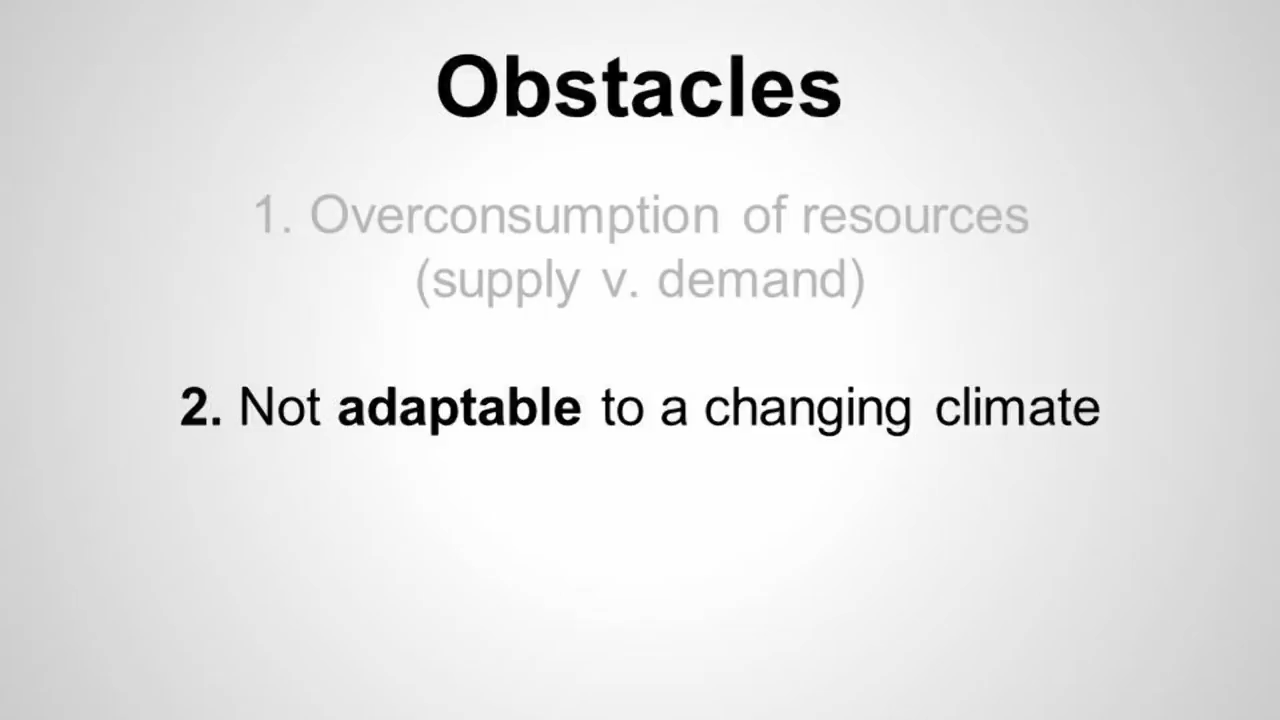 Obstacles
1. Overconsumption of resources
(supply v. demand)
2. Not adaptable to a changing climate